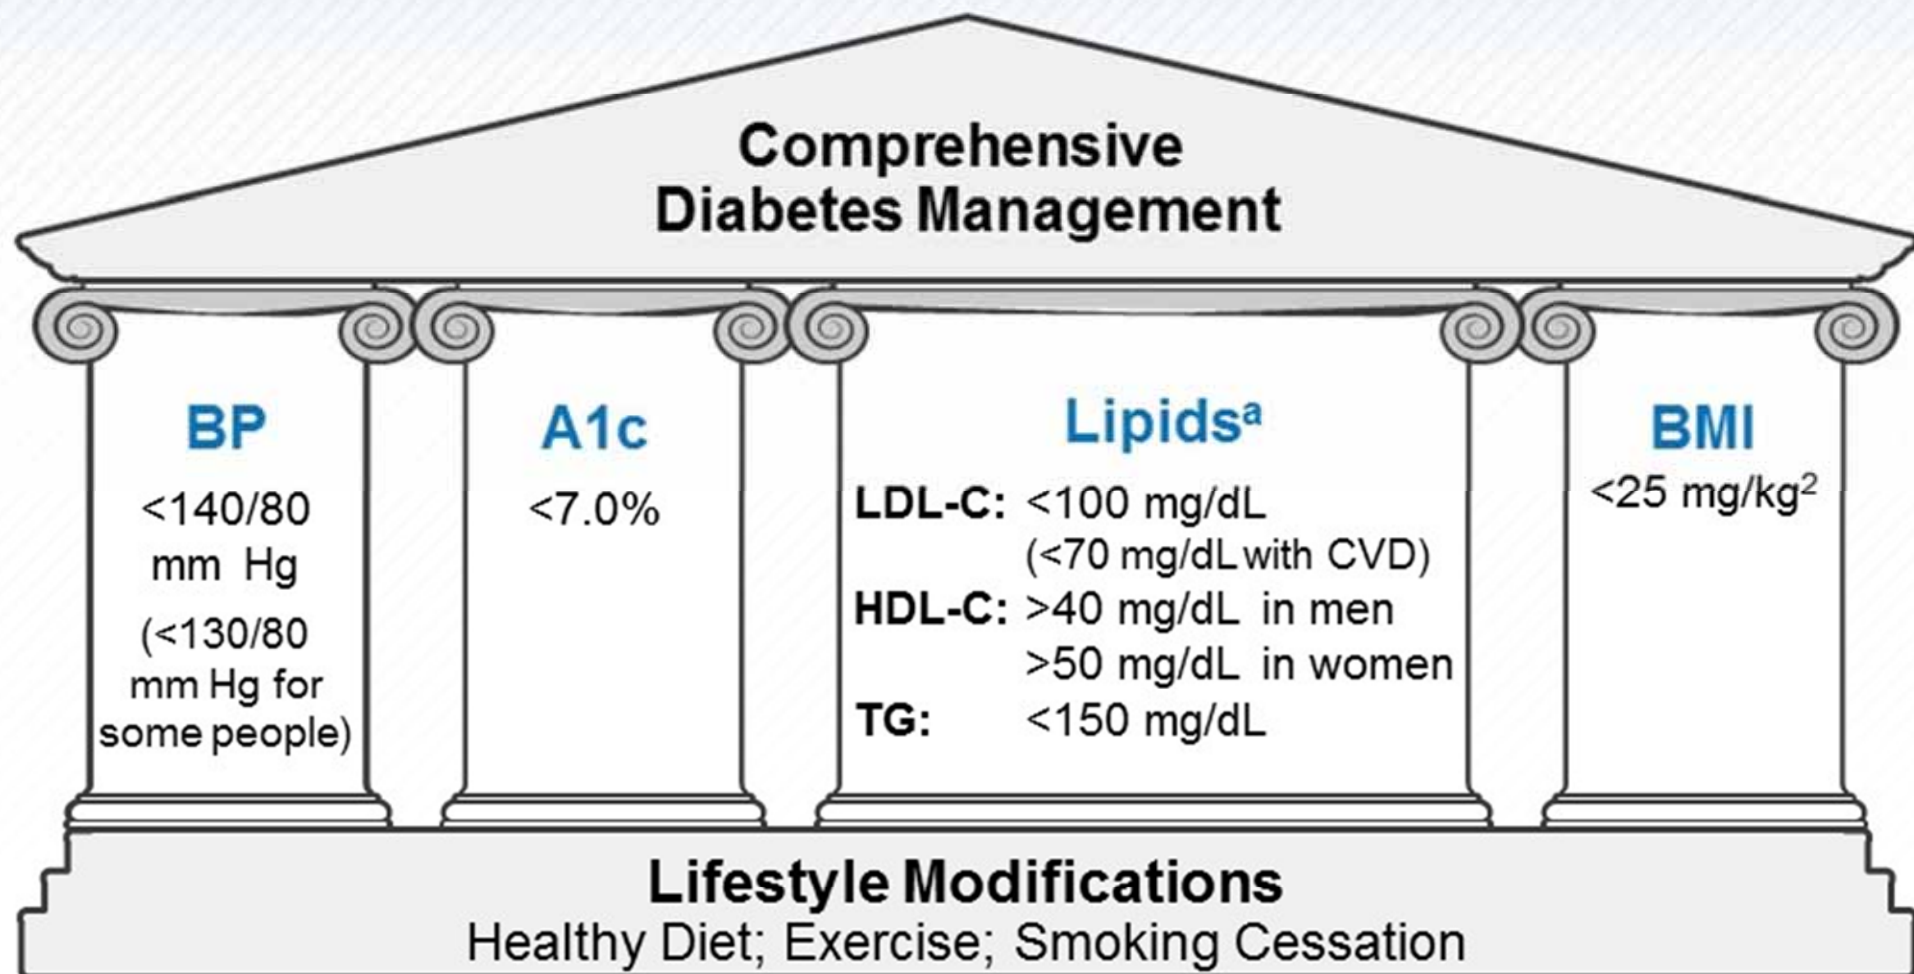 Comprehensive
Diabetes Management
BP
<140/80
mm Hg
(<130/80
mm Hg for
some people)
A1c
<7.0%
Lipidsᵃ
LDL-C: <100 mg/dL
(<70 mg/dL with CVD)
HDL-C: >40 mg/dL in men
>50 mg/dL in women
TG: <150 mg/dL
BMI
<25 mg/kg²
Lifestyle Modifications
Healthy Diet; Exercise; Smoking Cessation